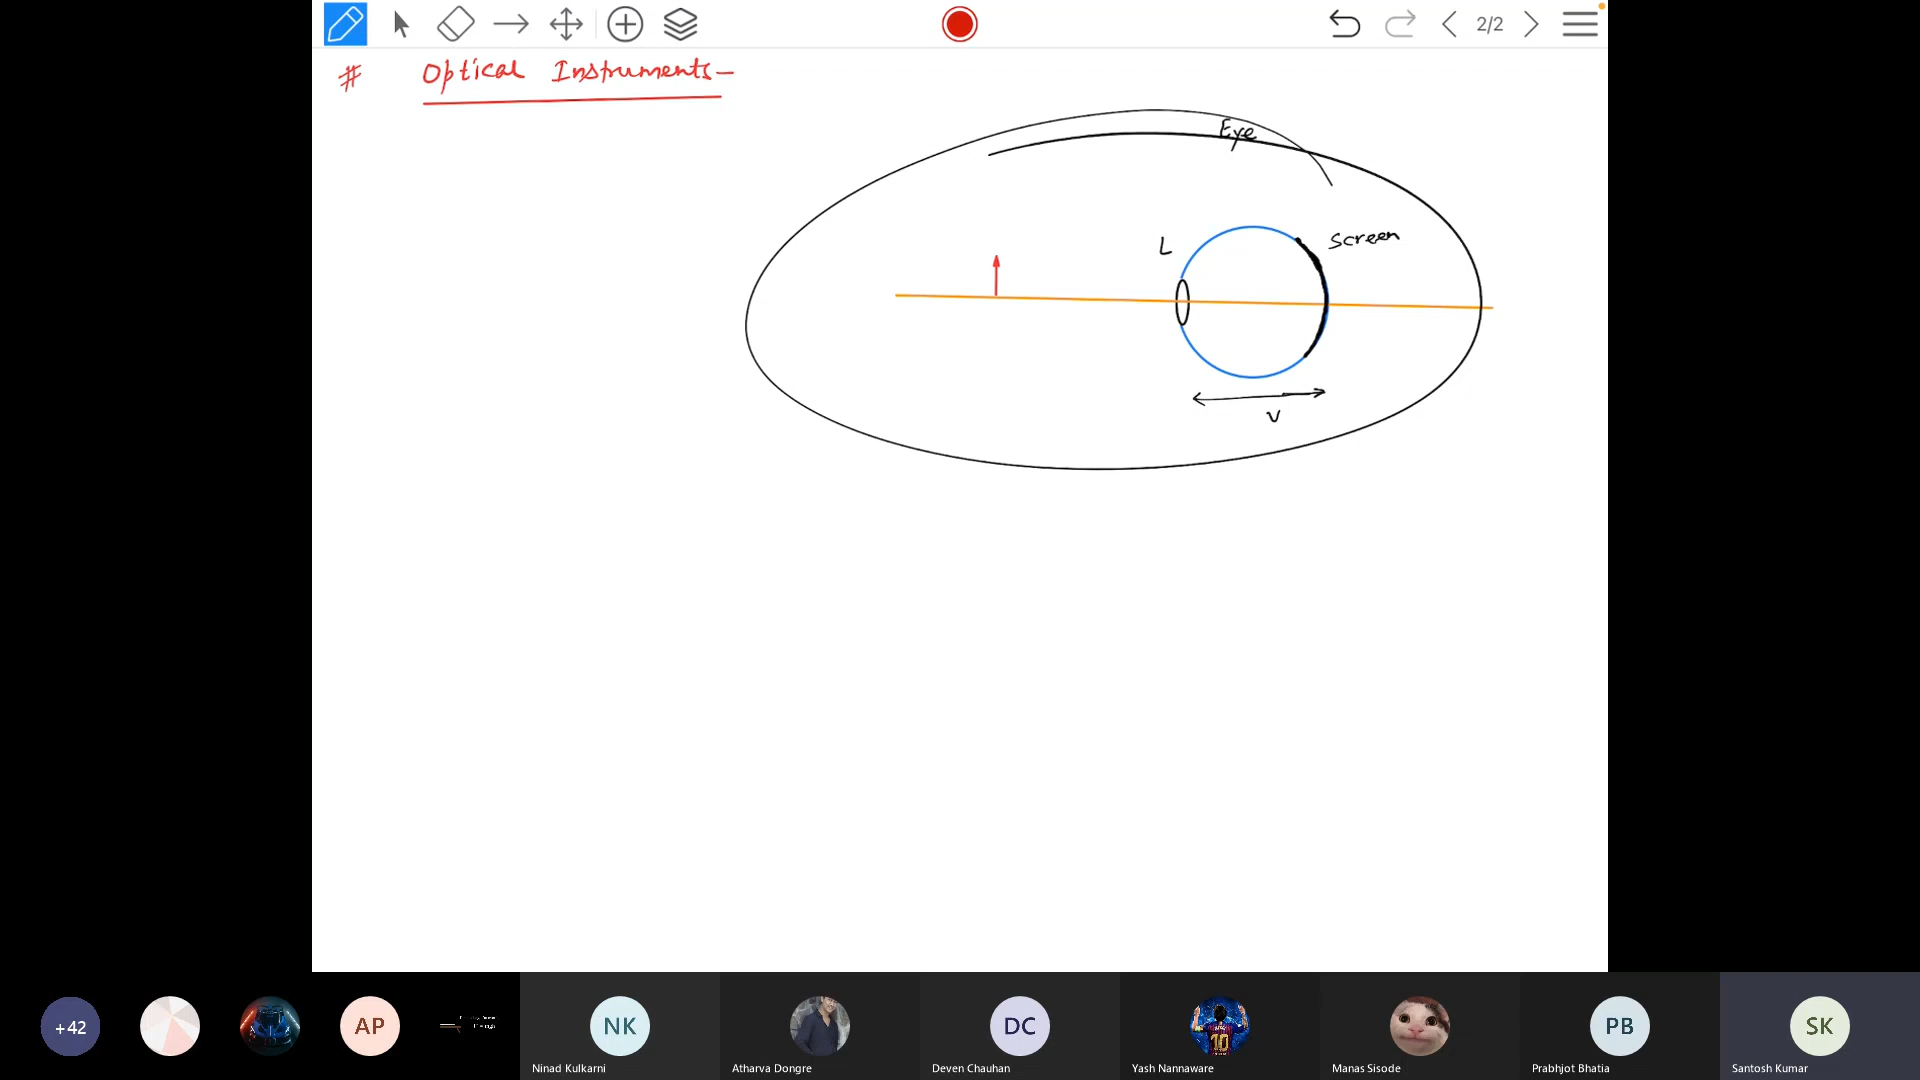 2/2
# Optical Instruments-
Eye
L
Screen
v
+42
AP
NK
DC
10
PB
SK
Ninad Kulkarni
Atharva Dongre
Deven Chauhan
Yash Nannaware
Manas Sisode
Prabhjot Bhatia
Santosh Kumar